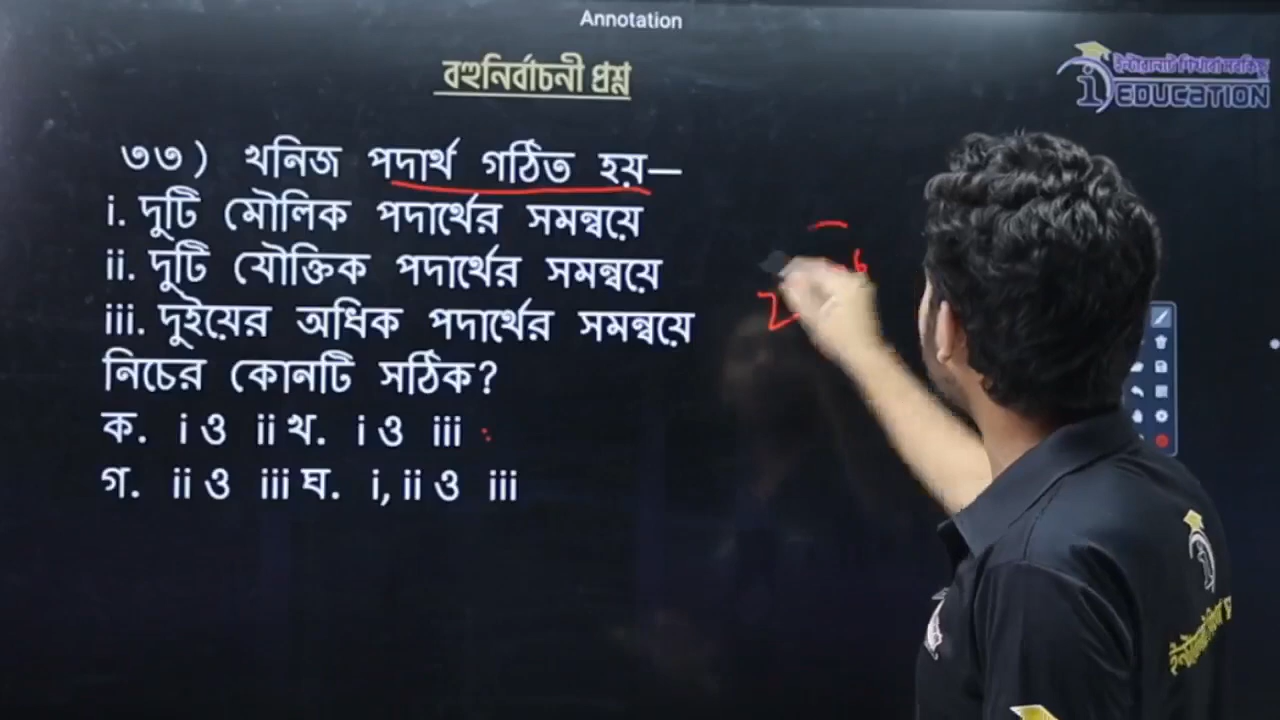 Annotation
বহুনির্বাচনী প্রশ্ন
EDUCATION
৩৩) খনিজ পদার্থ গঠিত হয়—
i. দুটি মৌলিক পদার্থের সমন্বয়ে
ii. দুটি যৌক্তিক পদার্থের সমন্বয়ে
iii. দুইয়ের অধিক পদার্থের সমন্বয়ে
নিচের কোনটি সঠিক?
ক. i ও ii খ. i ও iii
গ. ii ও iii ঘ. i, ii ও iii